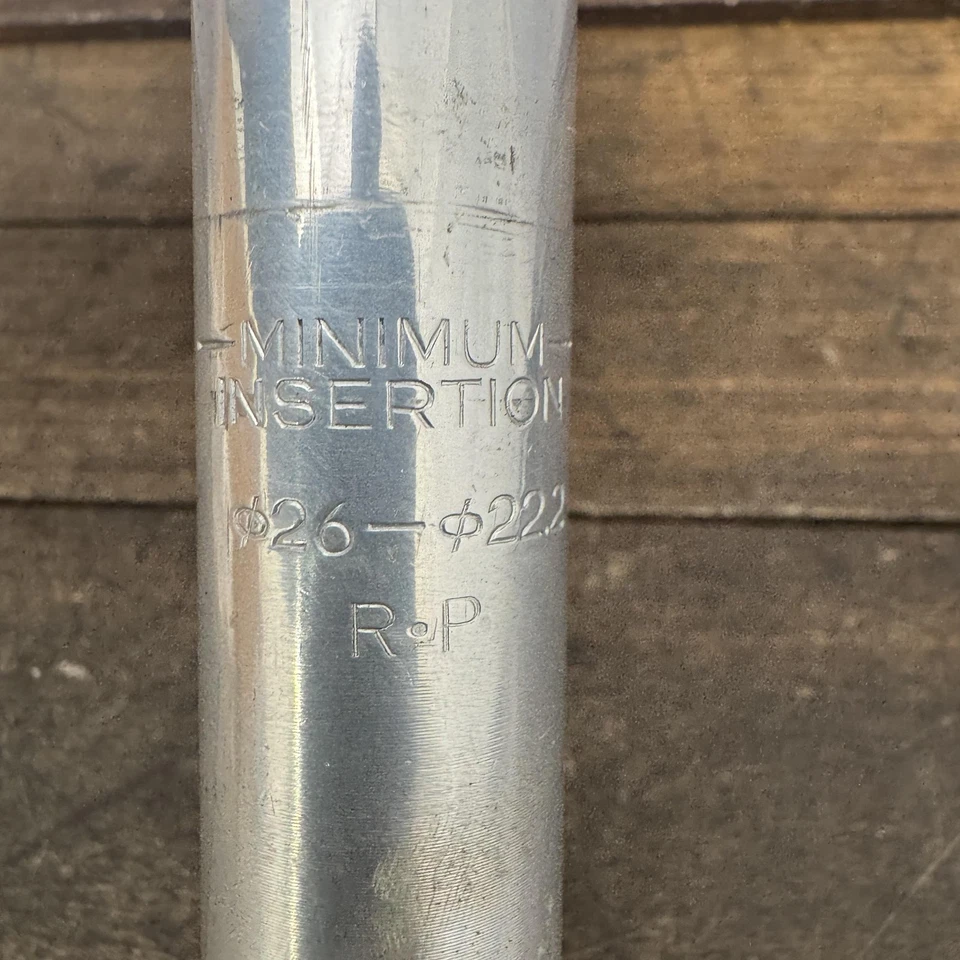 -MINIMUM-
INSERTION
φ26—φ22.2
R•P